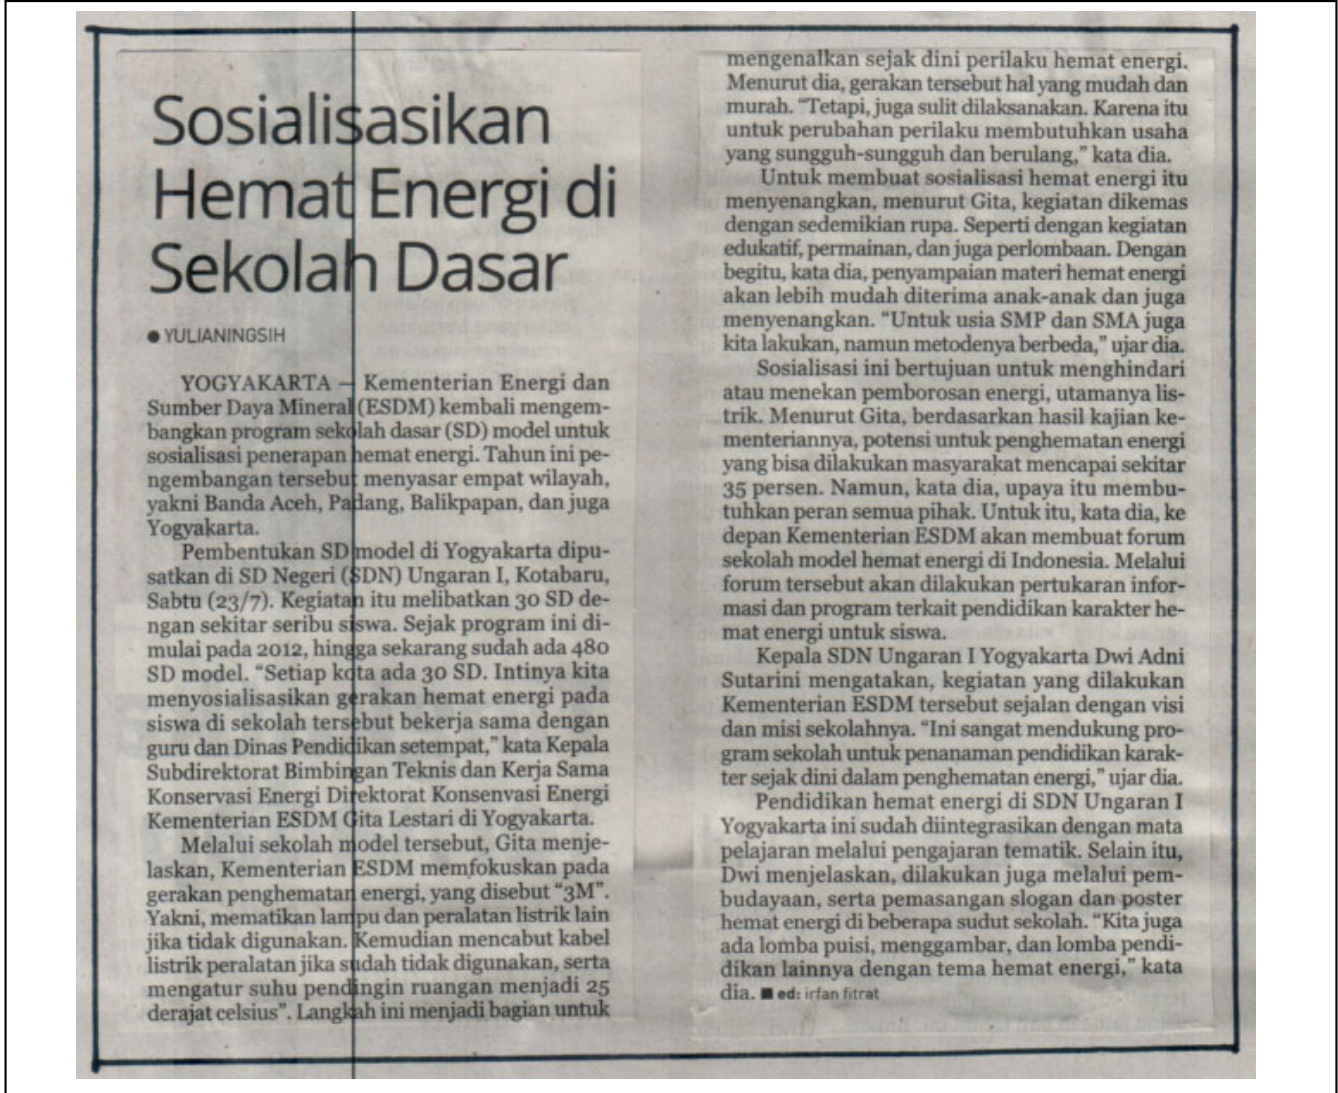 Sosialisasikan
Hemat Energi di
Sekolah Dasar
● YULIANINGSIH
YOGYAKARTA — Kementerian Energi dan
Sumber Daya Mineral (ESDM) kembali mengem-
bangkan program sekolah dasar (SD) model untuk
sosialisasi penerapan hemat energi. Tahun ini pe-
ngembangan tersebut menyasar empat wilayah,
yakni Banda Aceh, Padang, Balikpapan, dan juga
Yogyakarta.
Pembentukan SD model di Yogyakarta dipu-
satkan di SD Negeri (SDN) Ungaran I, Kotabaru,
Sabtu (23/7). Kegiatan itu melibatkan 30 SD de-
ngan sekitar seribu siswa. Sejak program ini di-
mulai pada 2012, hingga sekarang sudah ada 480
SD model. “Setiap kota ada 30 SD. Intinya kita
menyosialisasikan gerakan hemat energi pada
siswa di sekolah tersebut bekerja sama dengan
guru dan Dinas Pendidikan setempat,” kata Kepala
Subdirektorat Bimbingan Teknis dan Kerja Sama
Konservasi Energi Direktorat Konsenvasi Energi
Kementerian ESDM Gita Lestari di Yogyakarta.
Melalui sekolah model tersebut, Gita menje-
laskan, Kementerian ESDM memfokuskan pada
gerakan penghematan energi, yang disebut “3M”.
Yakni, mematikan lampu dan peralatan listrik lain
jika tidak digunakan. Kemudian mencabut kabel
listrik peralatan jika sudah tidak digunakan, serta
mengatur suhu pendingin ruangan menjadi 25
derajat celsius”. Langkah ini menjadi bagian untuk
mengenalkan sejak dini perilaku hemat energi.
Menurut dia, gerakan tersebut hal yang mudah dan
murah. “Tetapi, juga sulit dilaksanakan. Karena itu
untuk perubahan perilaku membutuhkan usaha
yang sungguh-sungguh dan berulang,” kata dia.
Untuk membuat sosialisasi hemat energi itu
menyenangkan, menurut Gita, kegiatan dikemas
dengan sedemikian rupa. Seperti dengan kegiatan
edukatif, permainan, dan juga perlombaan. Dengan
begitu, kata dia, penyampaian materi hemat energi
akan lebih mudah diterima anak-anak dan juga
menyenangkan. “Untuk usia SMP dan SMA juga
kita lakukan, namun metodenya berbeda,” ujar dia.
Sosialisasi ini bertujuan untuk menghindari
atau menekan pemborosan energi, utamanya lis-
trik. Menurut Gita, berdasarkan hasil kajian ke-
menteriannya, potensi untuk penghematan energi
yang bisa dilakukan masyarakat mencapai sekitar
35 persen. Namun, kata dia, upaya itu membu-
tuhkan peran semua pihak. Untuk itu, kata dia, ke
depan Kementerian ESDM akan membuat forum
sekolah model hemat energi di Indonesia. Melalui
forum tersebut akan dilakukan pertukaran infor-
masi dan program terkait pendidikan karakter he-
mat energi untuk siswa.
Kepala SDN Ungaran I Yogyakarta Dwi Adni
Sutarini mengatakan, kegiatan yang dilakukan
Kementerian ESDM tersebut sejalan dengan visi
dan misi sekolahnya. “Ini sangat mendukung pro-
gram sekolah untuk penanaman pendidikan karak-
ter sejak dini dalam penghematan energi,” ujar dia.
Pendidikan hemat energi di SDN Ungaran I
Yogyakarta ini sudah diintegrasikan dengan mata
pelajaran melalui pengajaran tematik. Selain itu,
Dwi menjelaskan, dilakukan juga melalui pem-
budayaan, serta pemasangan slogan dan poster
hemat energi di beberapa sudut sekolah. “Kita juga
ada lomba puisi, menggambar, dan lomba pendi-
dikan lainnya dengan tema hemat energi,” kata
dia. ■ ed: irfan fitrat